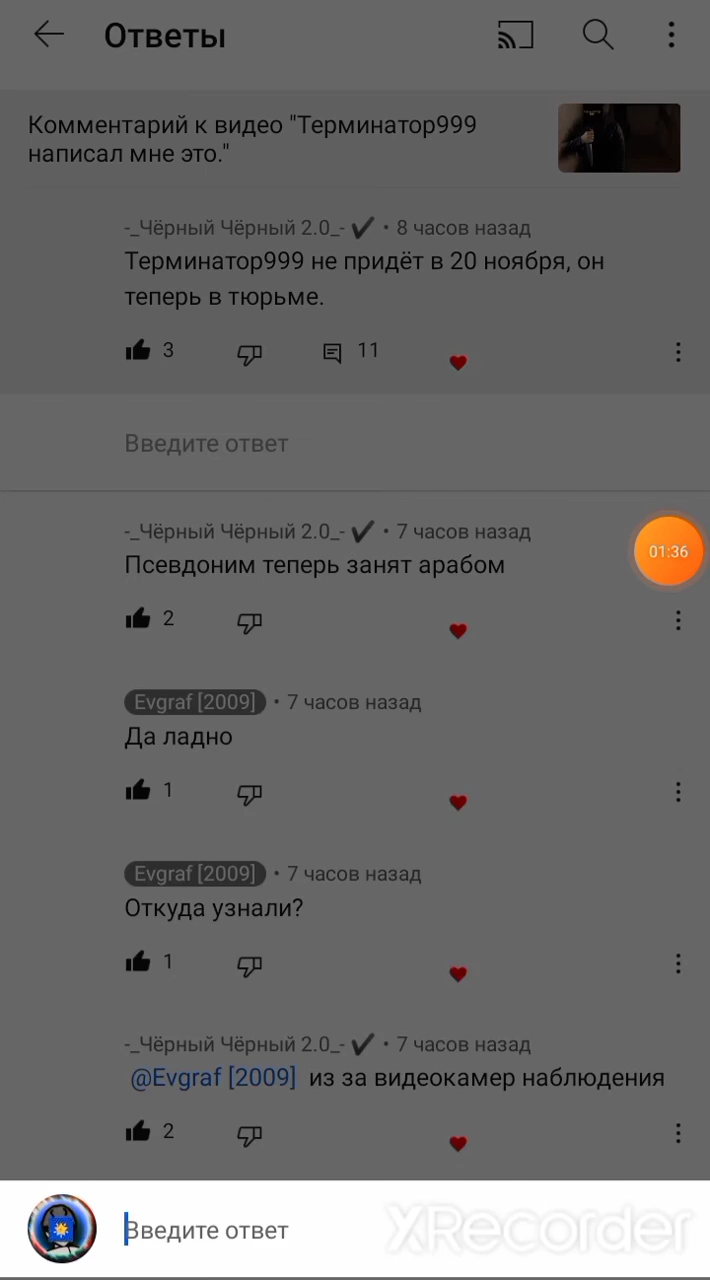 Ответы
Комментарий к видео "Терминатор999
написал мне это."
-_Чёрный Чёрный 2.0_- ✔ • 8 часов назад
Терминатор999 не придёт в 20 ноября, он
теперь в тюрьме.
3 11
Введите ответ
-_Чёрный Чёрный 2.0_- ✔ • 7 часов назад
01:36
Псевдоним теперь занят арабом
2
Evgraf [2009] • 7 часов назад
Да ладно
1
Evgraf [2009] • 7 часов назад
Откуда узнали?
1
-_Чёрный Чёрный 2.0_- ✔ • 7 часов назад
@Evgraf [2009] из за видеокамер наблюдения
2
Введите ответ
XRecorder